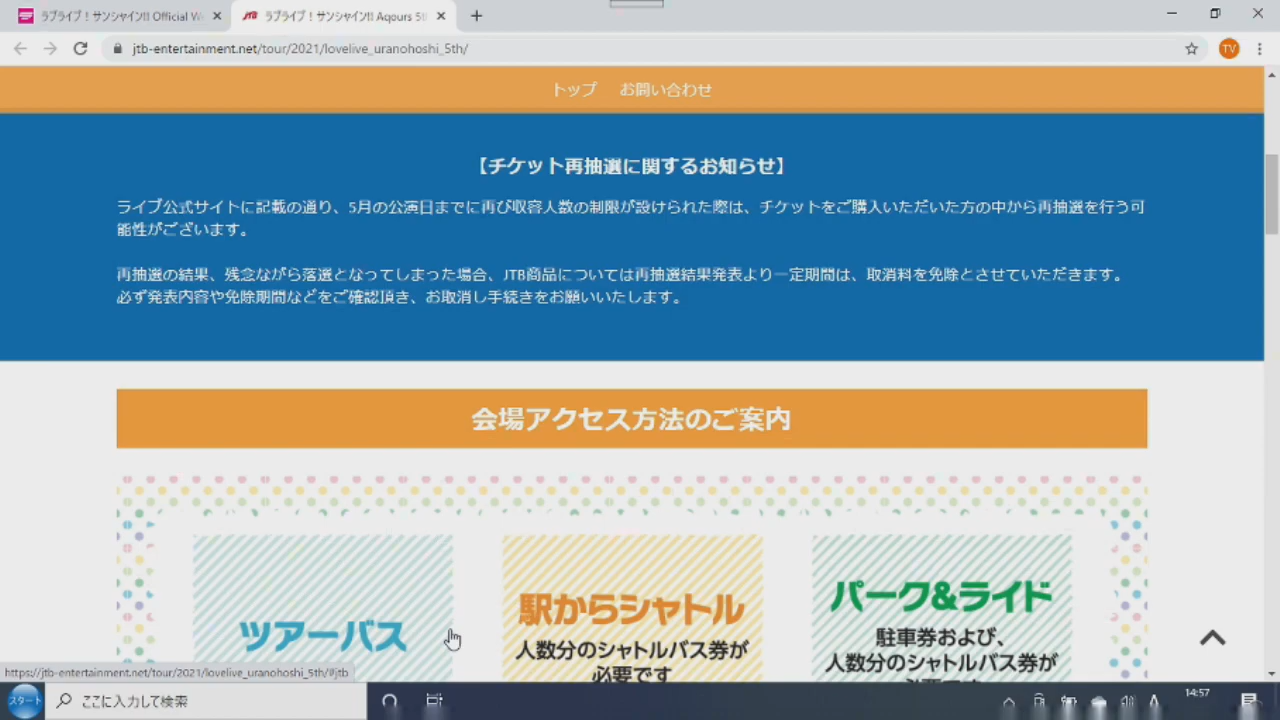 ラブライブ！サンシャイン!! Official W
ラブライブ！サンシャイン!! Aqours 5t
jtb-entertainment.net/tour/2021/lovelive_uranohoshi_5th/
TV
トップ お問い合わせ
【チケット再抽選に関するお知らせ】
ライブ公式サイトに記載の通り、5月の公演日までに再び収容人数の制限が設けられた際は、チケットをご購入いただいた方の中から再抽選を行う可
能性がございます。
再抽選の結果、残念ながら落選となってしまった場合、JTB商品については再抽選結果発表より一定期間は、取消料を免除とさせていただきます。
必ず発表内容や免除期間などをご確認頂き、お取消し手続きをお願いいたします。
会場アクセス方法のご案内
ツアーバス
駅からシャトル
人数分のシャトルバス券が
必要です
パーク&ライド
駐車券および、
人数分のシャトルバス券が
https://jtb-entertainment.net/tour/2021/lovelive_uranohoshi_5th/#jtb
スタート
ここに入力して検索
A
14:57